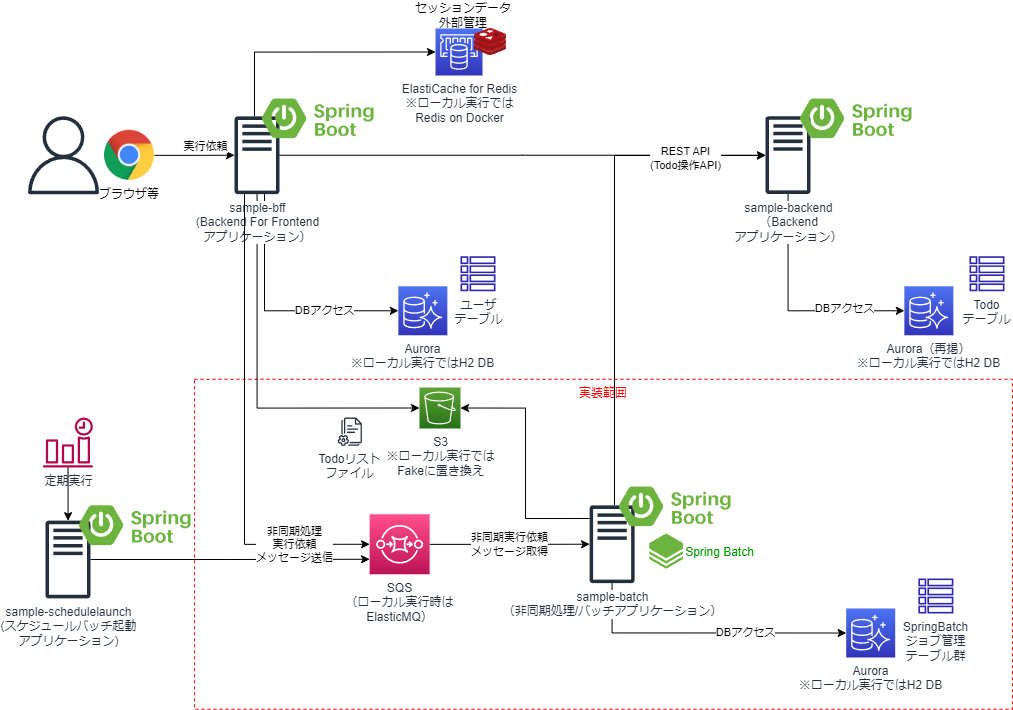 セッションデータ
外部管理
ElastiCache for Redis
※ローカル実行では
Redis on Docker
Spring
Boot
Spring
Boot
実行依頼
ブラウザ等
REST API
(Todo操作API)
sample-bff
(Backend For Frontend
アプリケーション）
sample-backend
（Backend
アプリケーション）
DBアクセス
ユーザ
テーブル
Aurora
※ローカル実行ではH2 DB
DBアクセス
Todo
テーブル
Aurora（再掲）
※ローカル実行ではH2 DB
実装範囲
S3
※ローカル実行では
Fakeに置き換え
Todoリスト
ファイル
定期実行
Spring
Boot
sample-schedulelaunch
(スケジュールバッチ起動
アプリケーション)
非同期処理
実行依頼
メッセージ送信
SQS
（ローカル実行時は
ElasticMQ）
非同期実行依頼
メッセージ取得
Spring
Boot
Spring Batch
sample-batch
（非同期処理/バッチアプリケーション）
DBアクセス
SpringBatch
ジョブ管理
テーブル群
Aurora
※ローカル実行ではH2 DB